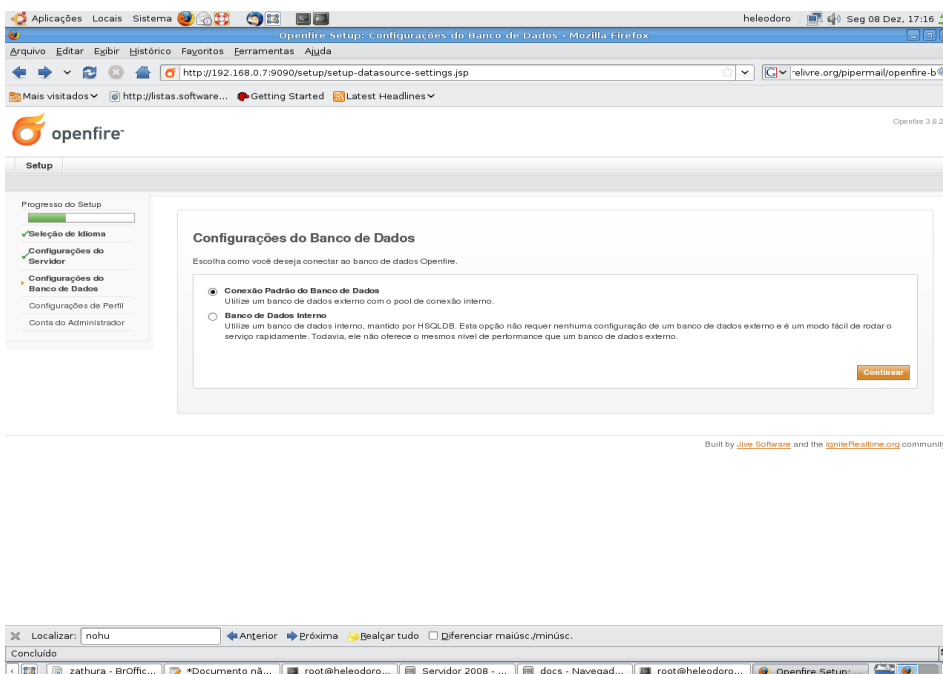 Aplicações Locais Sistema heleodoro Seg 08 Dez, 17:16
Openfire Setup: Configurações do Banco de Dados - Mozilla Firefox
Arquivo Editar Exibir Histórico Favoritos Ferramentas Ajuda
http://192.168.0.7:9090/setup/setup-datasource-settings.jsp relivre.org/pipermail/openfire-b
Mais visitados http://listas.software... Getting Started Latest Headlines
openfire
Openfire 3.6.2
Setup
Progresso do Setup
Seleção de Idioma
Configurações do
Servidor
Configurações do
Banco de Dados
Configurações de Perfil
Conta do Administrador
Configurações do Banco de Dados
Escolha como você deseja conectar ao banco de dados Openfire.
Conexão Padrão do Banco de Dados
Utilize um banco de dados externo com o pool de conexão interno.
Banco de Dados Interno
Utilize um banco de dados interno, mantido por HSQLDB. Esta opção não requer nenhuma configuração de um banco de dados externo e é um modo fácil de rodar o
serviço rapidamente. Todavia, ele não oferece o mesmos nível de performance que um banco de dados externo.
Continuar
Built by Jive Software and the IgniteRealtime.org community
Localizar: nohu Anterior Próxima Realçar tudo Diferenciar maiúsc./minúsc.
Concluído
zathura - BrOffic... *Documento nã... root@heleodoro... Servidor 2008 - ... docs - Navegad... root@heleodoro... Openfire Setup: ...